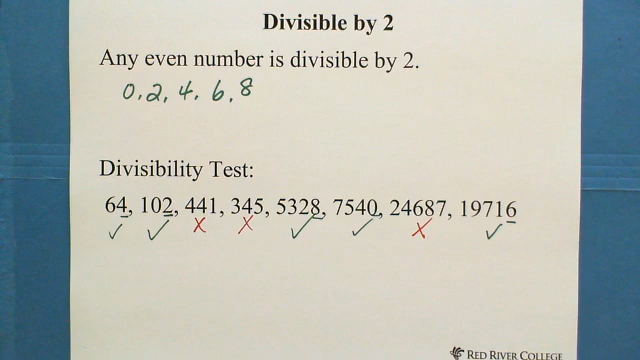 Divisible by 2
Any even number is divisible by 2.
0, 2, 4, 6, 8
Divisibility Test:
64, 102, 441, 345, 5328, 7540, 24687, 19716
✓ ✓ X X ✓ ✓ X ✓
RED RIVER COLLEGE